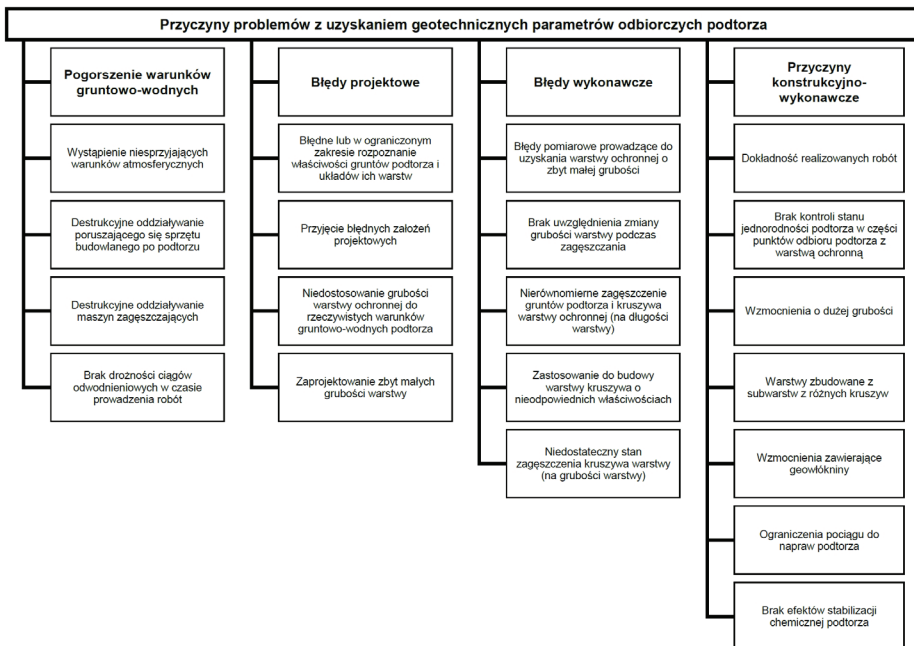 Przyczyny problemów z uzyskaniem geotechnicznych parametrów odbiorczych podtorza
Pogorszenie warunków
gruntowo-wodnych
Wystąpienie niesprzyjających
warunków atmosferycznych
Destrukcyjne oddziaływanie
poruszającego się sprzętu
budowlanego po podtorzu
Destrukcyjne oddziaływanie
maszyn zagęszczających
Brak drożności ciągów
odwodnieniowych w czasie
prowadzenia robót
Błędy projektowe
Błędne lub w ograniczonym
zakresie rozpoznanie
właściwości gruntów podtorza i
układów ich warstw
Przyjęcie błędnych założeń
projektowych
Niedostosowanie grubości
warstwy ochronnej do
rzeczywistych warunków
gruntowo-wodnych podtorza
Zaprojektowanie zbyt małych
grubości warstwy
Błędy wykonawcze
Błędy pomiarowe prowadzące do
uzyskania warstwy ochronnej o
zbyt małej grubości
Brak uwzględnienia zmiany
grubości warstwy podczas
zagęszczania
Nierównomierne zagęszczenie
gruntów podtorza i kruszywa
warstwy ochronnej (na długości
warstwy)
Zastosowanie do budowy
warstwy kruszywa o
nieodpowiednich właściwościach
Niedostateczny stan
zagęszczenia kruszywa warstwy
(na grubości warstwy)
Przyczyny
konstrukcyjno-
wykonawcze
Dokładność realizowanych robót
Brak kontroli stanu
jednorodności podtorza w części
punktów odbioru podtorza z
warstwą ochronną
Wzmocnienia o dużej grubości
Warstwy zbudowane z
subwarstw z różnych kruszyw
Wzmocnienia zawierające
geowłókniny
Ograniczenia pociągu do
napraw podtorza
Brak efektów stabilizacji
chemicznej podtorza